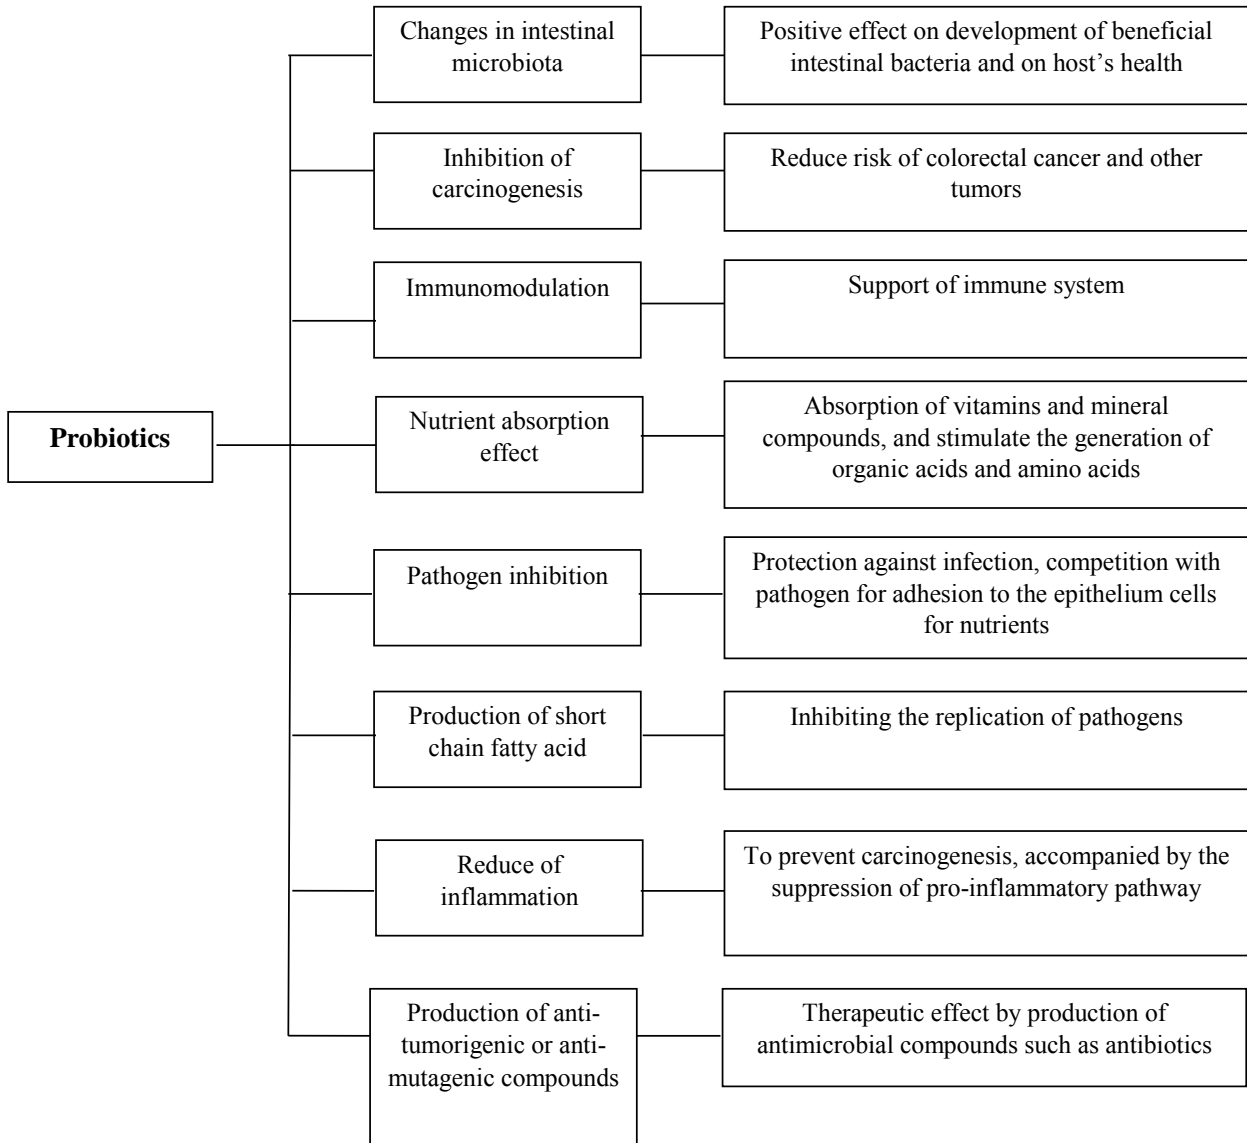 Changes in intestinal
microbiota
Positive effect on development of beneficial
intestinal bacteria and on host's health
Inhibition of
carcinogenesis
Reduce risk of colorectal cancer and other
tumors
Immunomodulation
Support of immune system
Probiotics
Nutrient absorption
effect
Absorption of vitamins and mineral
compounds, and stimulate the generation of
organic acids and amino acids
Pathogen inhibition
Protection against infection, competition with
pathogen for adhesion to the epithelium cells
for nutrients
Production of short
chain fatty acid
Inhibiting the replication of pathogens
Reduce of
inflammation
To prevent carcinogenesis, accompanied by the
suppression of pro-inflammatory pathway
Production of anti-
tumorigenic or anti-
mutagenic compounds
Therapeutic effect by production of
antimicrobial compounds such as antibiotics